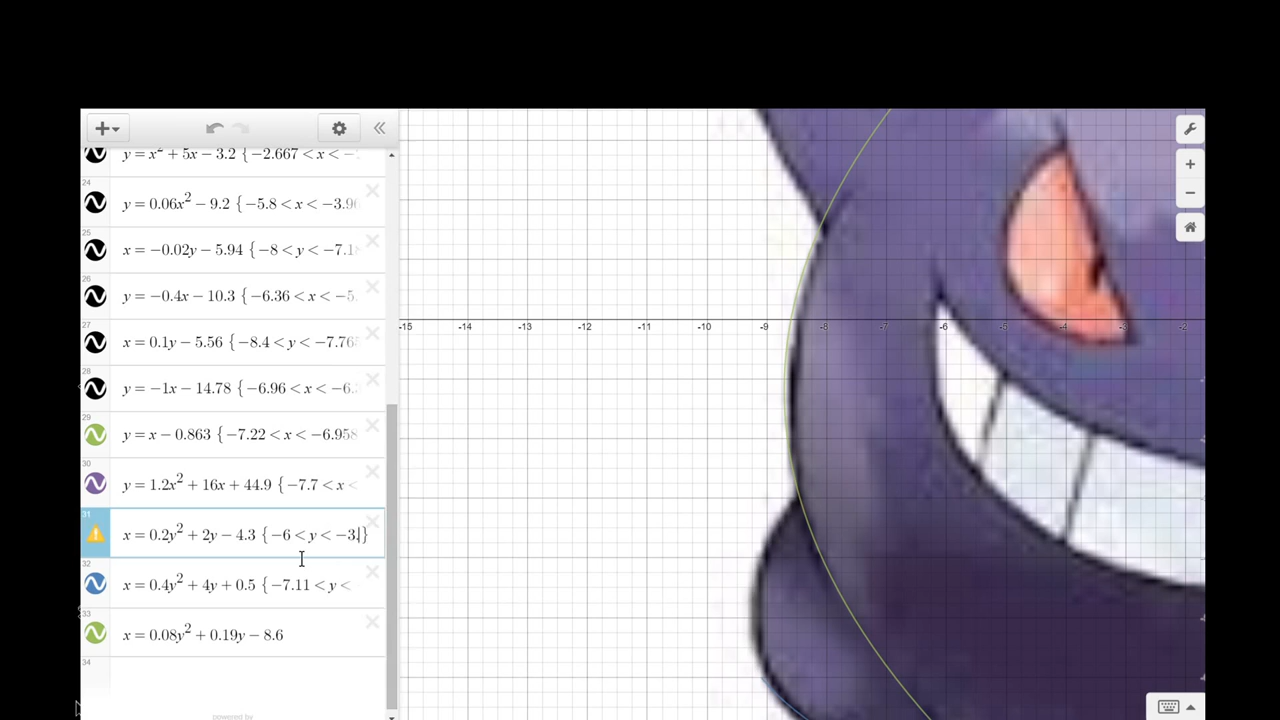 y = x² + 5x − 3.2 {−2.667 < x < −
24
y = 0.06x² − 9.2 {−5.8 < x < −3.96
25
x = −0.02y − 5.94 {−8 < y < −7.18
26
y = −0.4x − 10.3 {−6.36 < x < −5.
27
x = 0.1y − 5.56 {−8.4 < y < −7.76
28
y = −1x − 14.78 {−6.96 < x < −6.
29
y = x − 0.863 {−7.22 < x < −6.958
30
y = 1.2x² + 16x + 44.9 {−7.7 < x <
31
x = 0.2y² + 2y − 4.3 {−6 < y < −3}
32
x = 0.4y² + 4y + 0.5 {−7.11 < y <
33
x = 0.08y² + 0.19y − 8.6
34
powered by
-15 -14 -13 -12 -11 -10 -9 -8 -7 -6 -5 -4 -3 -2